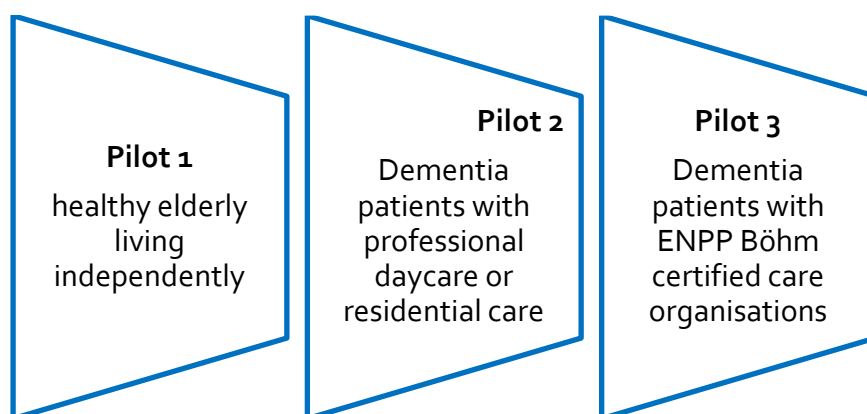 Pilot 1
healthy elderly
living
independently
Pilot 2
Dementia
patients with
professional
daycare or
residential care
Pilot 3
Dementia
patients with
ENPP Böhm
certified care
organisations